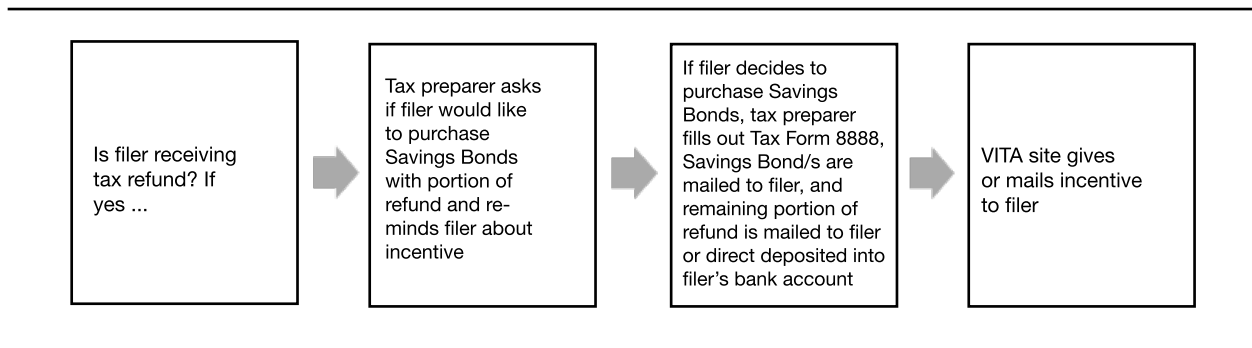 Is filer receiving
tax refund? If
yes ...
Tax preparer asks
if filer would like
to purchase
Savings Bonds
with portion of
refund and re-
minds filer about
incentive
If filer decides to
purchase Savings
Bonds, tax preparer
fills out Tax Form 8888,
Savings Bond/s are
mailed to filer, and
remaining portion of
refund is mailed to filer
or direct deposited into
filer’s bank account
VITA site gives
or mails incentive
to filer